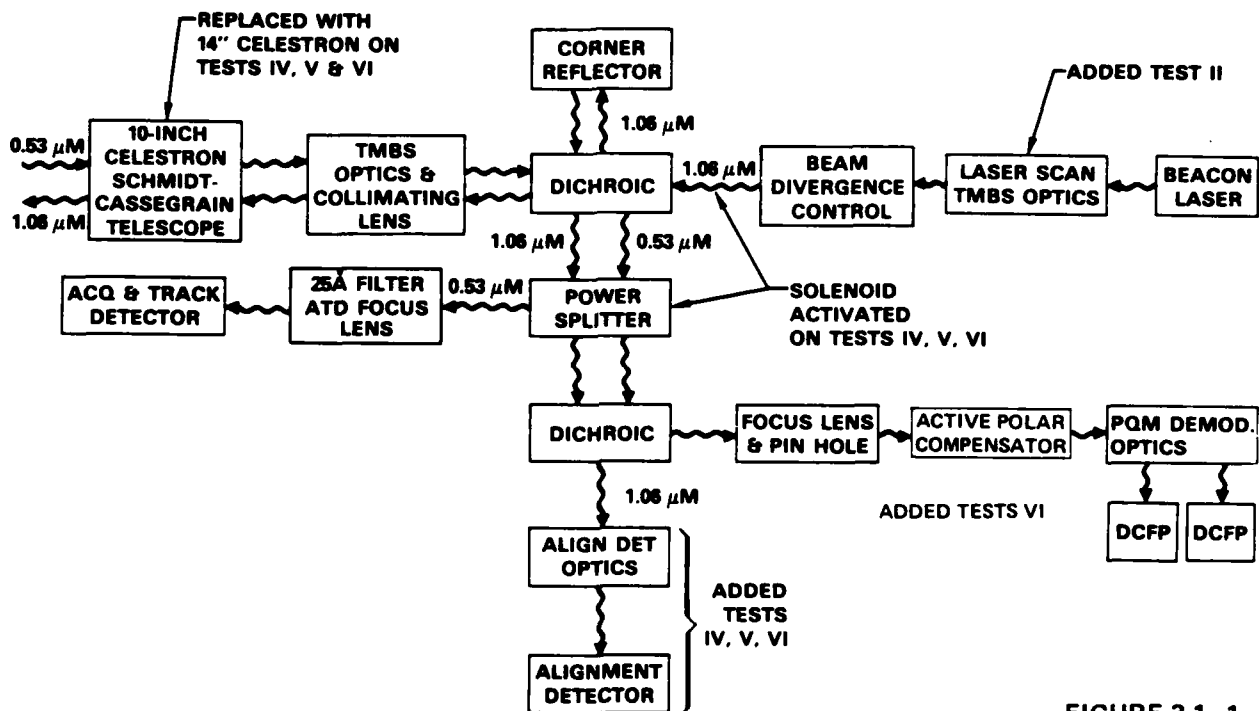 REPLACED WITH
14" CELESTRON ON
TESTS IV, V & VI
CORNER
REFLECTOR
ADDED TEST II
1.06 µM
0.53 µM
1.06 µM
10-INCH
CELESTRON
SCHMIDT-
CASSEGRAIN
TELESCOPE
TMBS
OPTICS &
COLLIMATING
LENS
DICHROIC
1.06 µM
BEAM
DIVERGENCE
CONTROL
LASER SCAN
TMBS OPTICS
BEACON
LASER
1.06 µM
0.53 µM
ACQ & TRACK
DETECTOR
25Å FILTER
ATD FOCUS
LENS
0.53 µM
POWER
SPLITTER
SOLENOID
ACTIVATED
ON TESTS IV, V, VI
DICHROIC
FOCUS LENS
& PIN HOLE
ACTIVE POLAR
COMPENSATOR
PQM DEMOD.
OPTICS
1.06 µM
ADDED TESTS VI
DCFP
DCFP
ALIGN DET
OPTICS
ADDED
TESTS
IV, V, VI
ALIGNMENT
DETECTOR